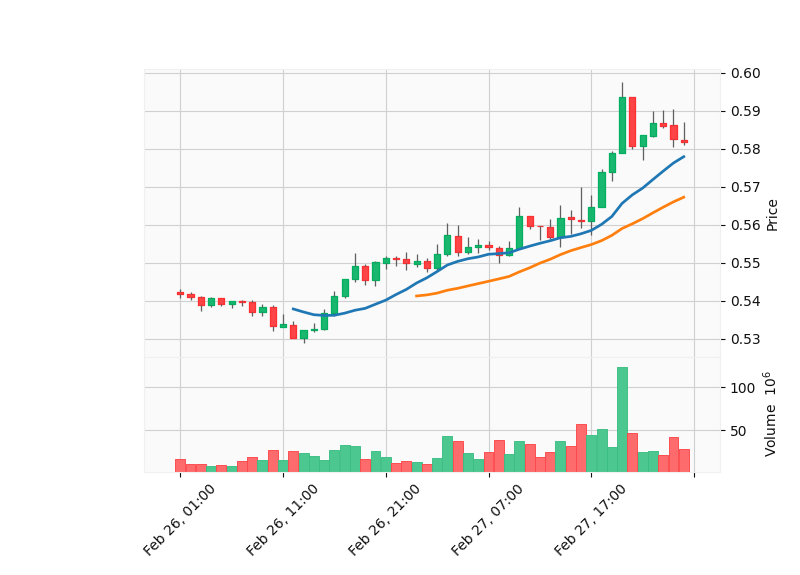 0.60
0.59
0.58
0.57
0.56
0.55
0.54
0.53
Price
100
50
Volume 10⁶
Feb 26, 01:00
Feb 26, 11:00
Feb 26, 21:00
Feb 27, 07:00
Feb 27, 17:00